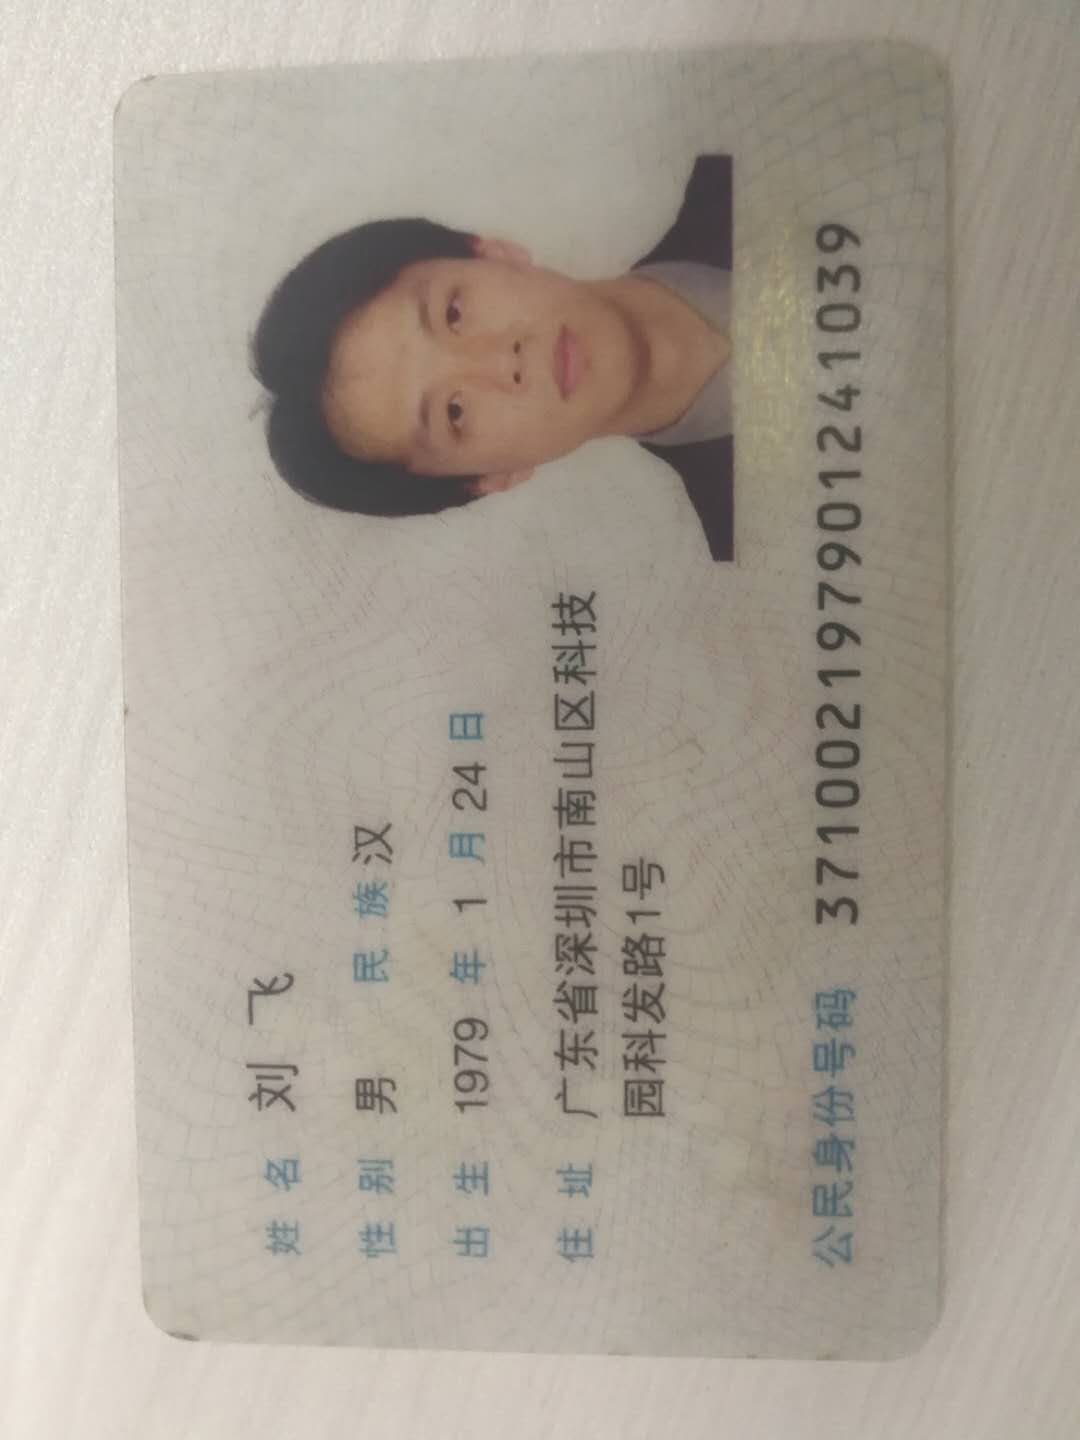 姓名 刘飞
性别 男 民族 汉
出生 1979 年 1 月 24 日
住址 广东省深圳市南山区科技
园科发路1号
公民身份号码 371002197901241039